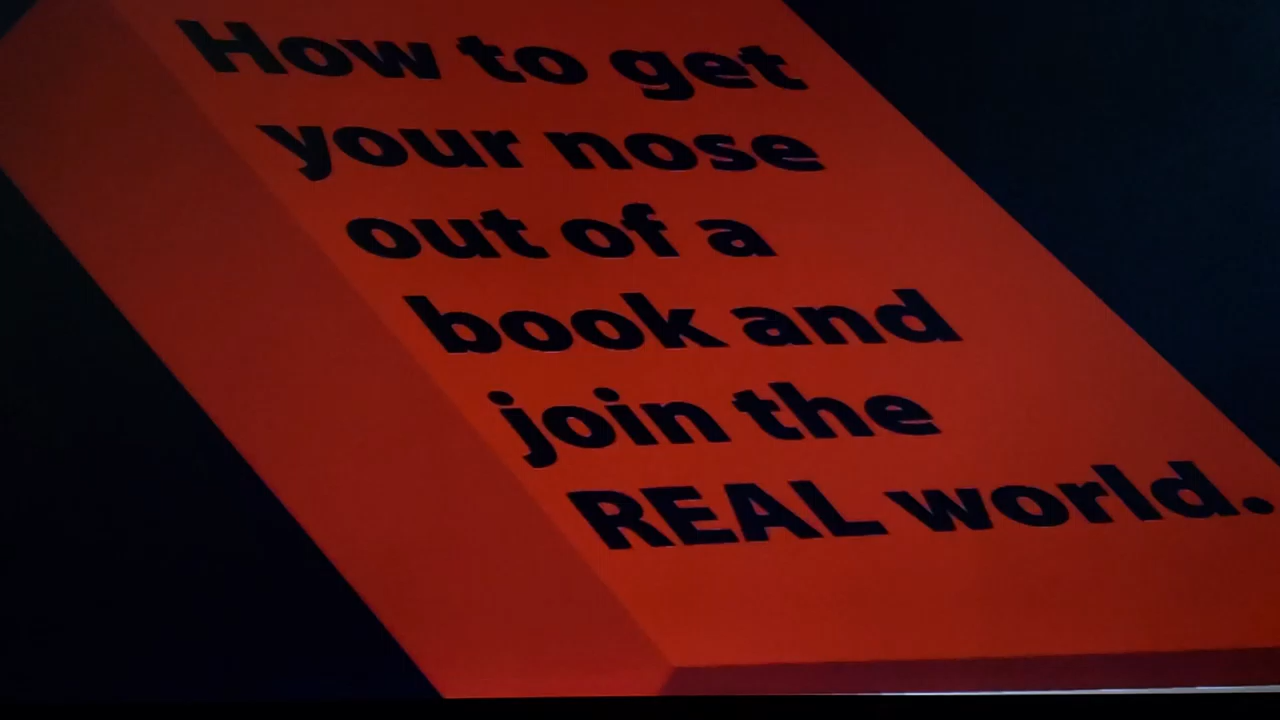 How to get
your nose
out of a
book and
join the
REAL world.